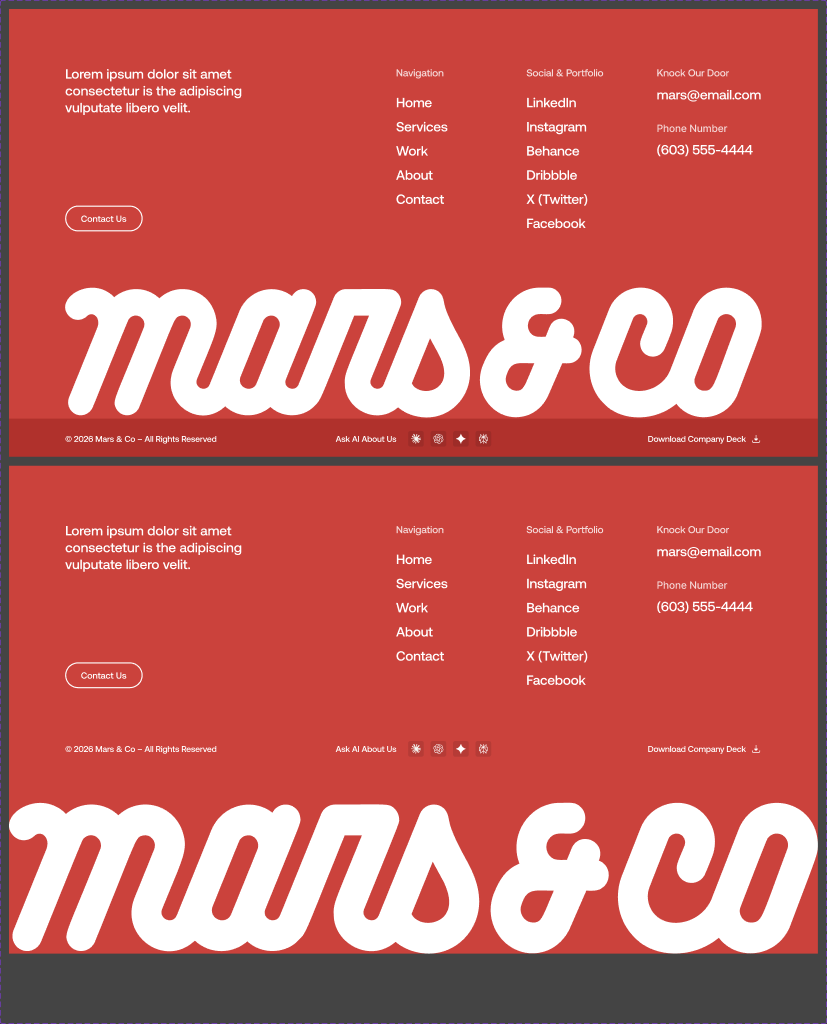 Lorem ipsum dolor sit amet
consectetur is the adipiscing
vulputate libero velit.
Contact Us
Navigation
Home
Services
Work
About
Contact
Social & Portfolio
LinkedIn
Instagram
Behance
Dribbble
X (Twitter)
Facebook
Knock Our Door
mars@email.com
Phone Number
(603) 555-4444
mars&co
© 2026 Mars & Co – All Rights Reserved
Ask AI About Us
Download Company Deck
Lorem ipsum dolor sit amet
consectetur is the adipiscing
vulputate libero velit.
Contact Us
Navigation
Home
Services
Work
About
Contact
Social & Portfolio
LinkedIn
Instagram
Behance
Dribbble
X (Twitter)
Facebook
Knock Our Door
mars@email.com
Phone Number
(603) 555-4444
© 2026 Mars & Co – All Rights Reserved
Ask AI About Us
Download Company Deck
mars&co